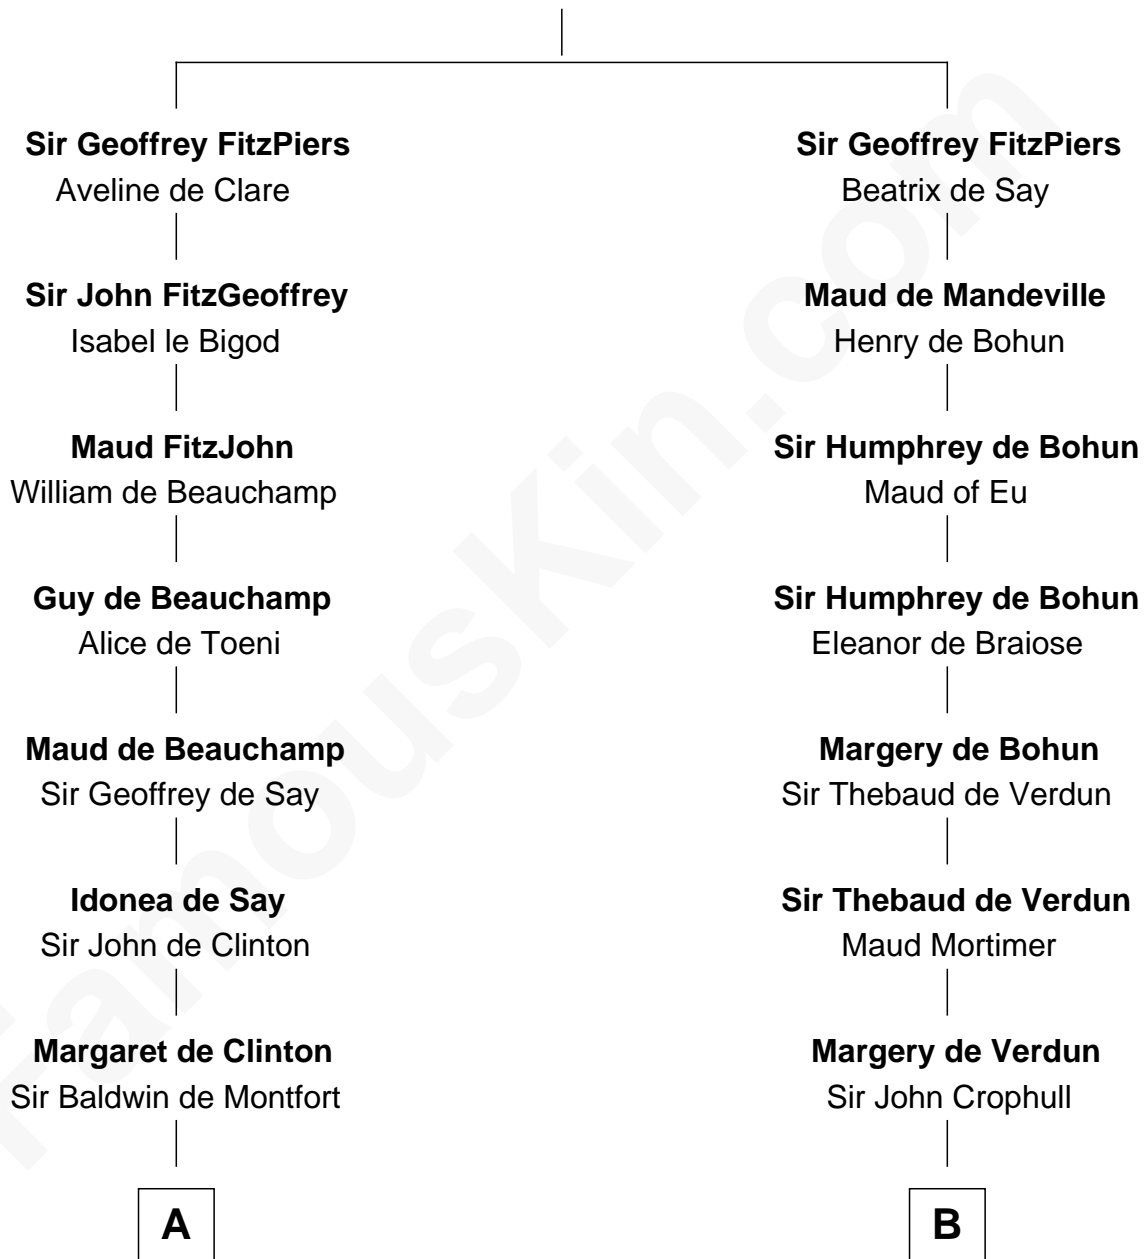 Sir Geoffrey FitzPiers
Aveline de Clare
Sir John FitzGeoffrey
Isabel le Bigod
Maud FitzJohn
William de Beauchamp
Guy de Beauchamp
Alice de Toeni
Maud de Beauchamp
Sir Geoffrey de Say
Idonea de Say
Sir John de Clinton
Margaret de Clinton
Sir Baldwin de Montfort
A
Sir Geoffrey FitzPiers
Beatrix de Say
Maud de Mandeville
Henry de Bohun
Sir Humphrey de Bohun
Maud of Eu
Sir Humphrey de Bohun
Eleanor de Braiose
Margery de Bohun
Sir Thebaud de Verdun
Sir Thebaud de Verdun
Maud Mortimer
Margery de Verdun
Sir John Crophull
B
FamousKin.com